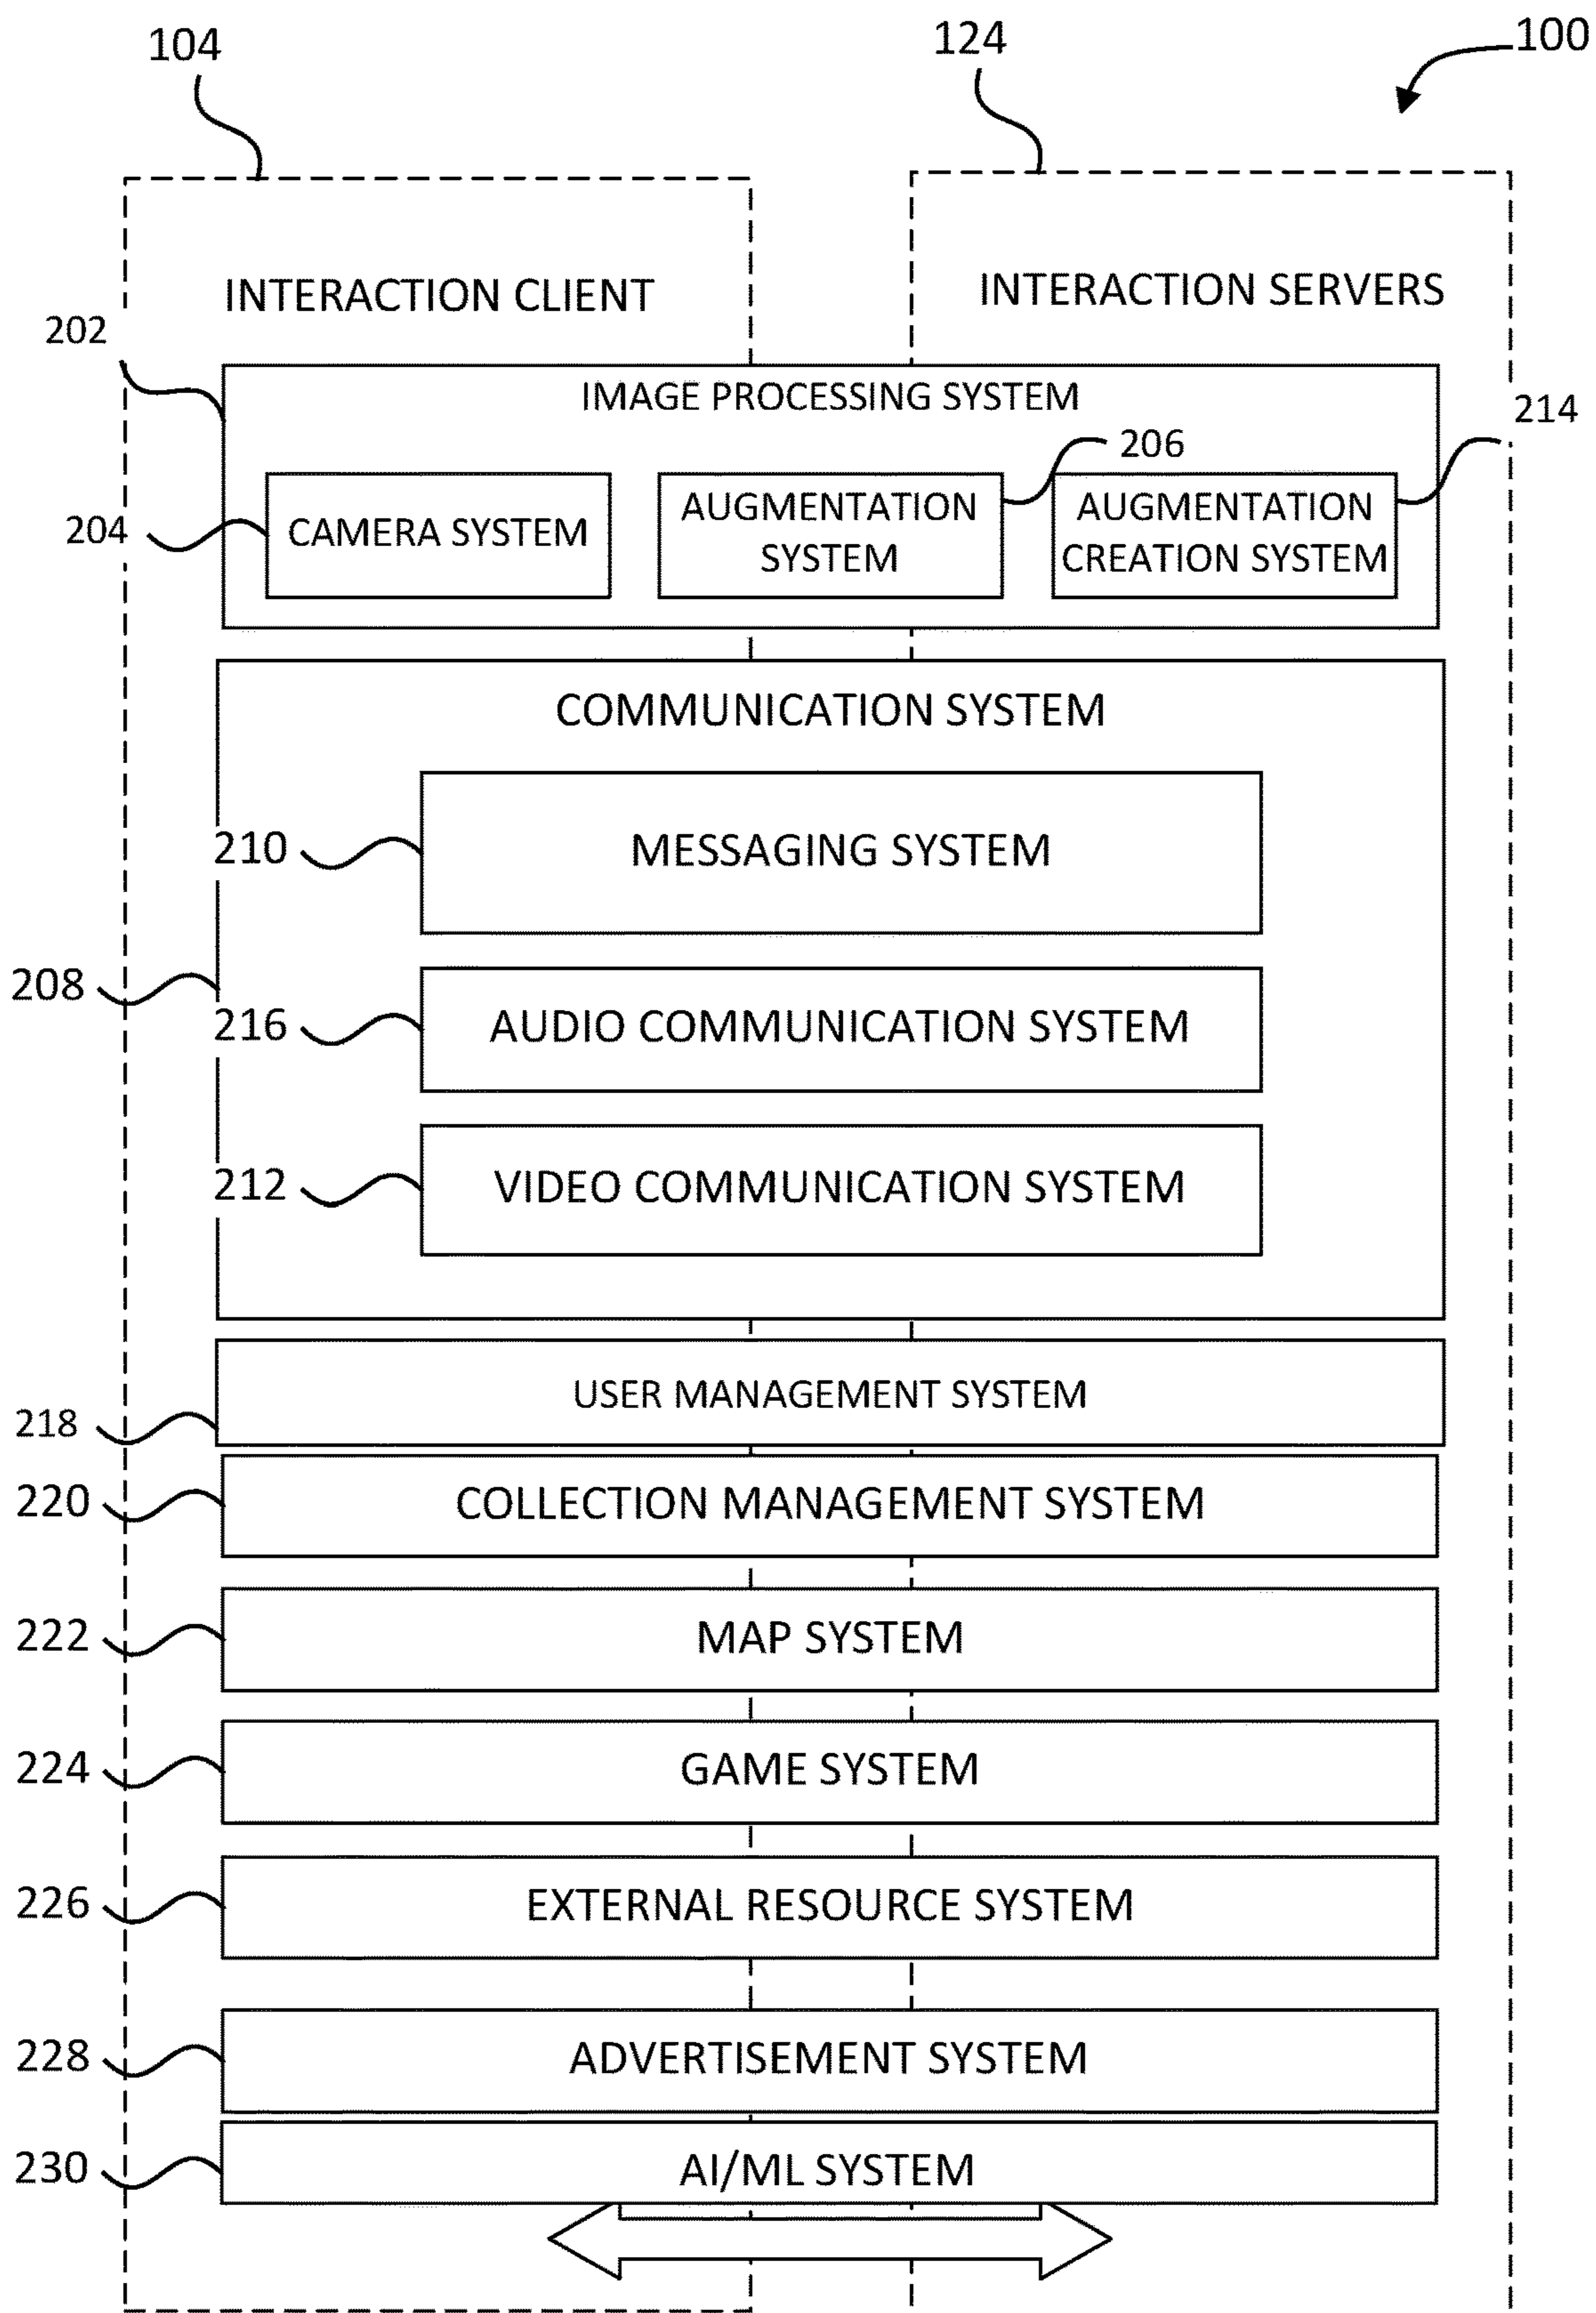 104
124
100
INTERACTION CLIENT
INTERACTION SERVERS
202
IMAGE PROCESSING SYSTEM
214
206
204
CAMERA SYSTEM
AUGMENTATION
SYSTEM
AUGMENTATION
CREATION SYSTEM
COMMUNICATION SYSTEM
210
MESSAGING SYSTEM
208
216
AUDIO COMMUNICATION SYSTEM
212
VIDEO COMMUNICATION SYSTEM
USER MANAGEMENT SYSTEM
218
220
COLLECTION MANAGEMENT SYSTEM
222
MAP SYSTEM
224
GAME SYSTEM
226
EXTERNAL RESOURCE SYSTEM
228
ADVERTISEMENT SYSTEM
230
AI/ML SYSTEM